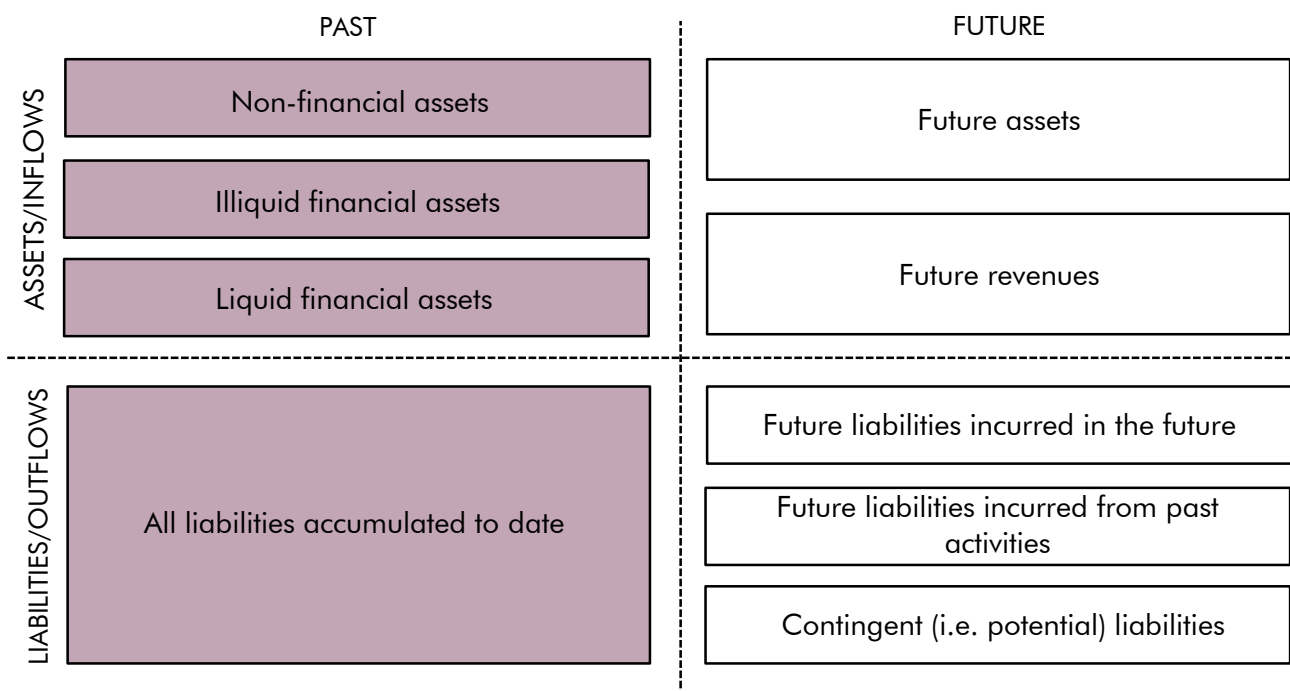 PAST
FUTURE
ASSETS/INFLOWS
Non-financial assets
Illiquid financial assets
Liquid financial assets
Future assets
Future revenues
LIABILITIES/OUTFLOWS
All liabilities accumulated to date
Future liabilities incurred in the future
Future liabilities incurred from past
activities
Contingent (i.e. potential) liabilities